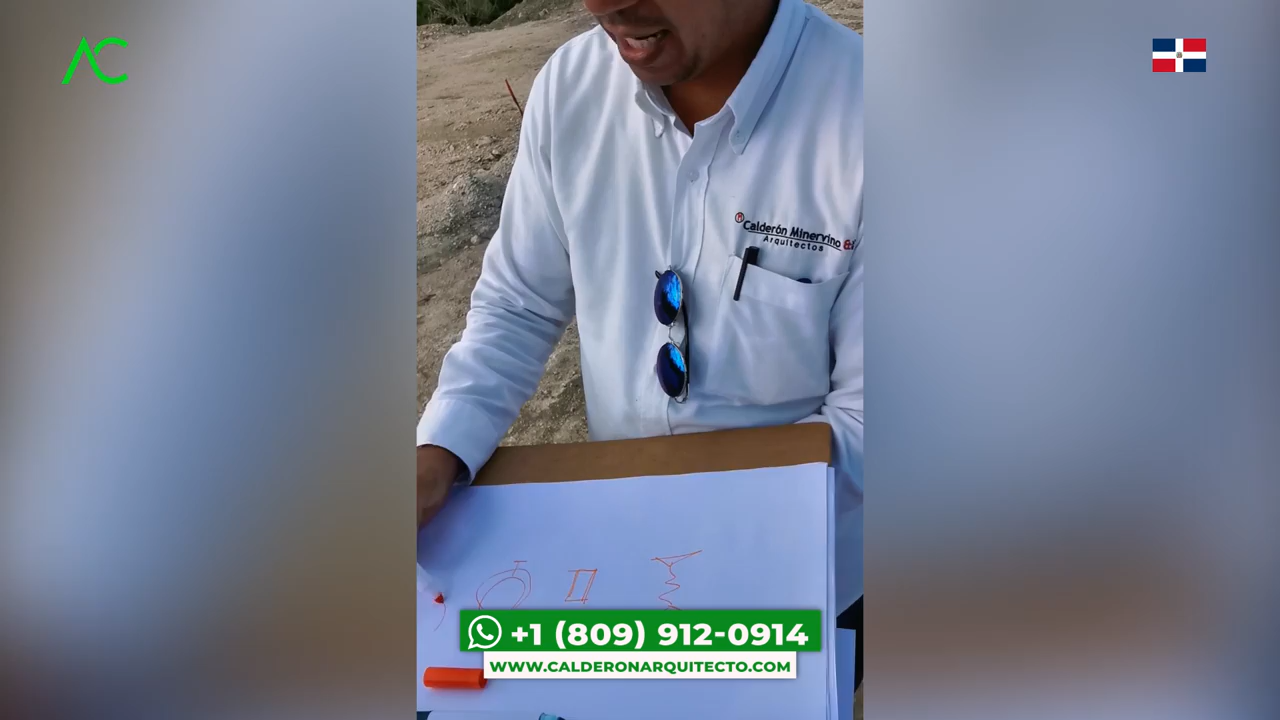 AC
Calderón Minervino
Arquitectos
+1 (809) 912-0914
WWW.CALDERONARQUITECTO.COM